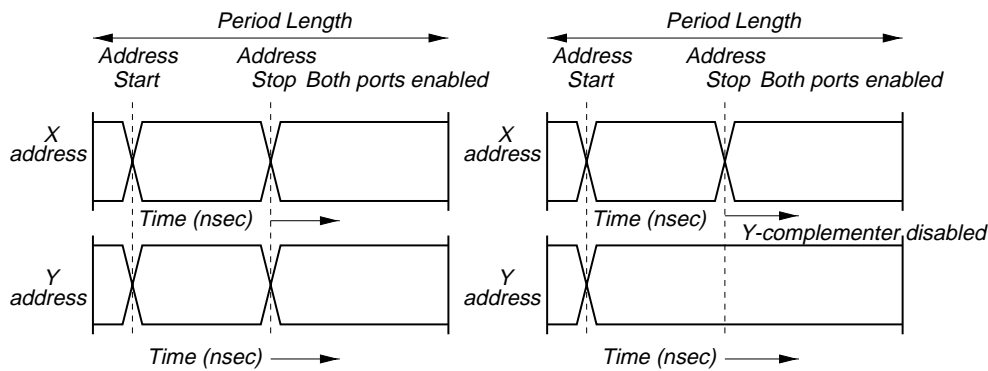 Period Length
Address Start
Address Stop Both ports enabled
X address
Time (nsec)
Y address
Time (nsec)
Period Length
Address Start
Address Stop Both ports enabled
X address
Time (nsec)
Y-complementer disabled
Y address
Time (nsec)